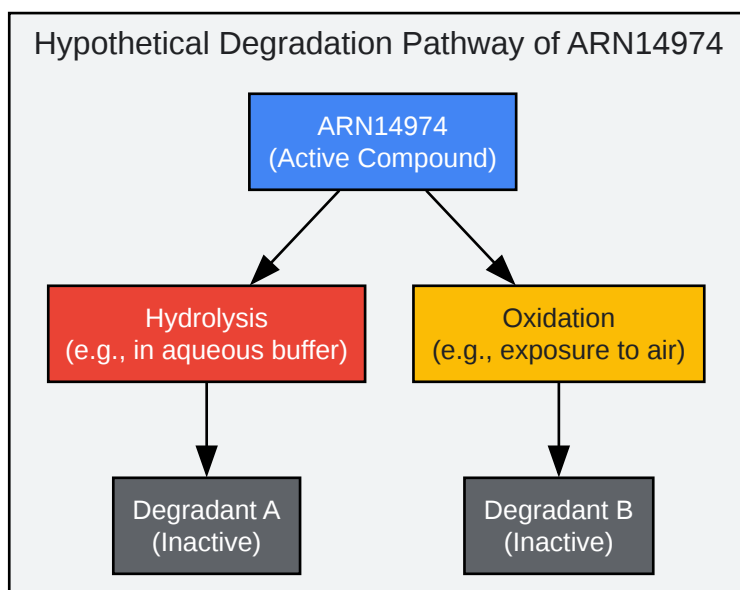 Hypothetical Degradation Pathway of ARN14974
ARN14974
(Active Compound)
Hydrolysis
(e.g., in aqueous buffer)
Oxidation
(e.g., exposure to air)
Degradant A
(Inactive)
Degradant B
(Inactive)